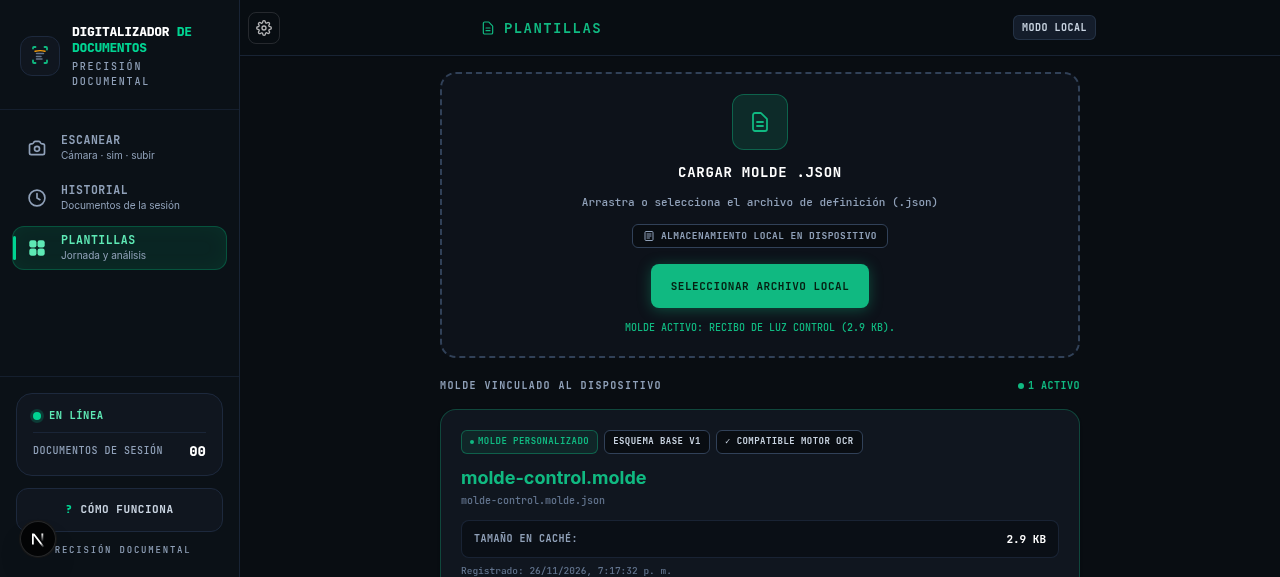 DIGITALIZADOR DE
DOCUMENTOS
PRECISIÓN
DOCUMENTAL
ESCANEAR
Cámara · sim · subir
HISTORIAL
Documentos de la sesión
PLANTILLAS
Jornada y análisis
EN LÍNEA
DOCUMENTOS DE SESIÓN 00
? CÓMO FUNCIONA
N
RECISIÓN DOCUMENTAL
PLANTILLAS
MODO LOCAL
CARGAR MOLDE .JSON
Arrastra o selecciona el archivo de definición (.json)
ALMACENAMIENTO LOCAL EN DISPOSITIVO
SELECCIONAR ARCHIVO LOCAL
MOLDE ACTIVO: RECIBO DE LUZ CONTROL (2.9 KB).
MOLDE VINCULADO AL DISPOSITIVO
1 ACTIVO
MOLDE PERSONALIZADO
ESQUEMA BASE V1
✓ COMPATIBLE MOTOR OCR
molde-control.molde
molde-control.molde.json
TAMAÑO EN CACHÉ: 2.9 KB
Registrado: 26/11/2026, 7:17:32 p. m.